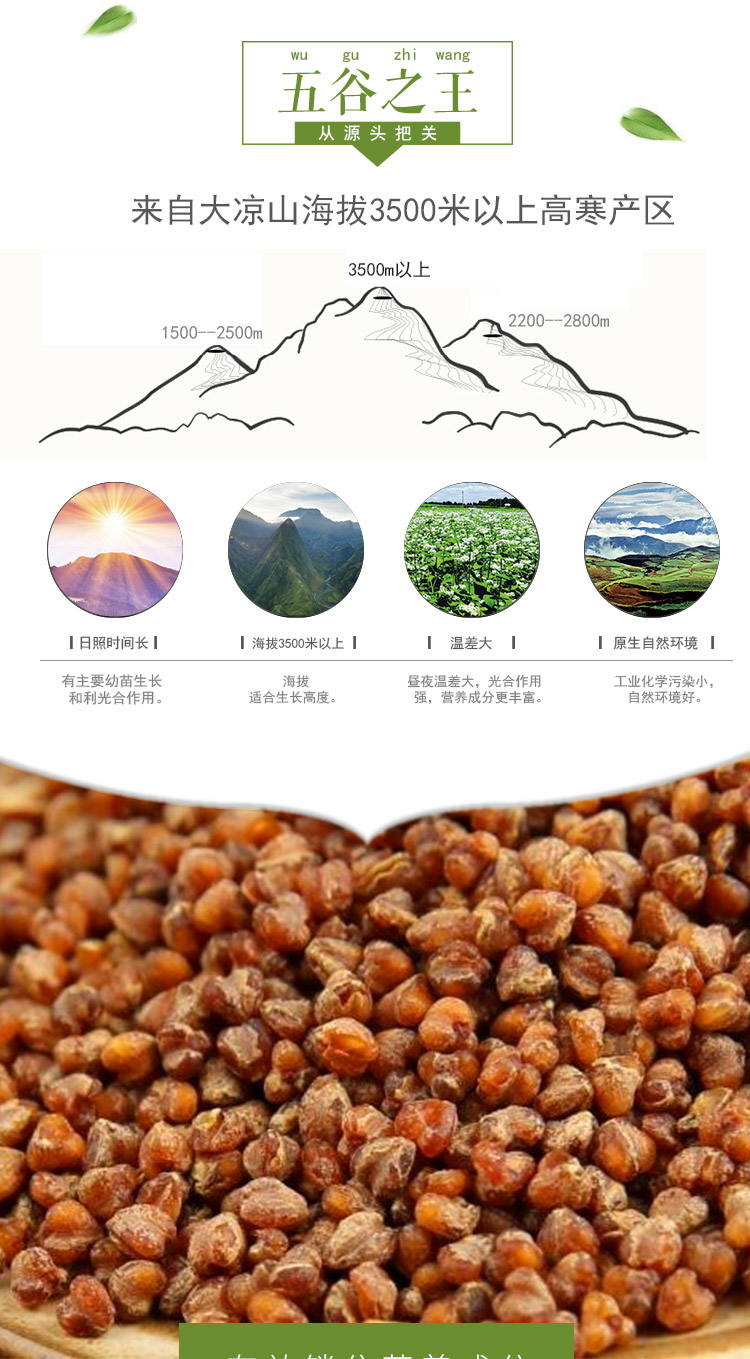 wu gu zhi wang
五谷之王
从源头把关
来自大凉山海拔3500米以上高寒产区
3500m以上
1500--2500m
2200--2800m
日照时间长
海拔3500米以上
温差大
原生自然环境
有主要幼苗生长
和利光合作用。
海拔
适合生长高度。
昼夜温差大，光合作用
强，营养成分更丰富。
工业化学污染小，
自然环境好。